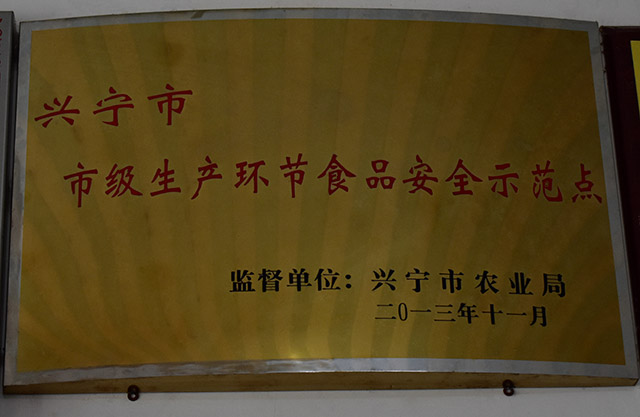 兴宁市
市级生产环节食品安全示范点
监督单位：兴宁市农业局
二0一三年十一月